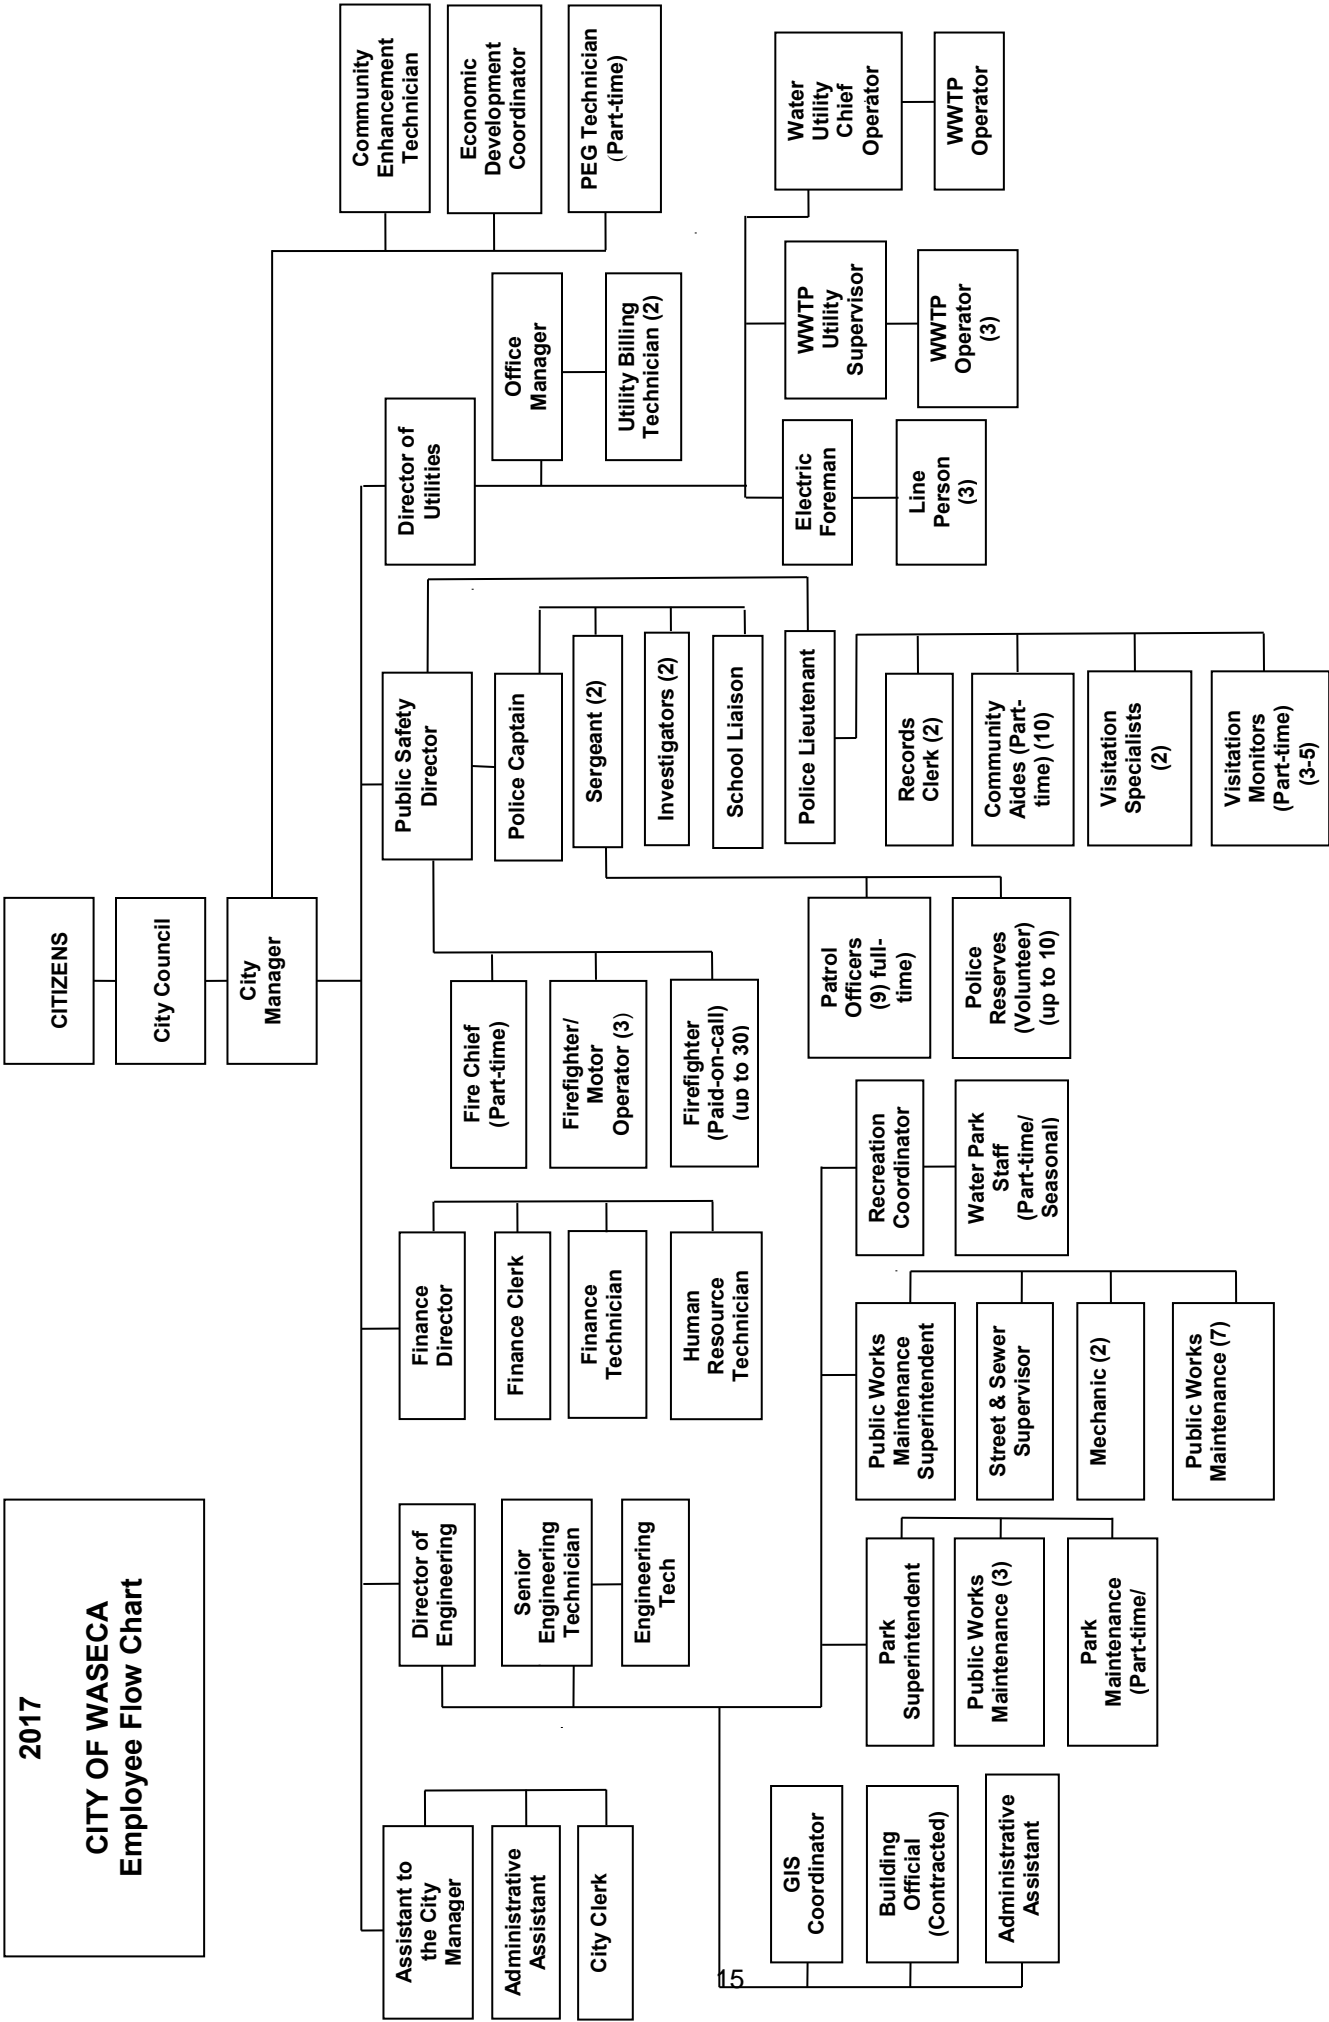 2017
CITY OF WASECA
Employee Flow Chart
CITIZENS
City Council
City
Manager
Community
Enhancement
Technician
Economic
Development
Coordinator
PEG Technician
(Part-time)
Assistant to
the City
Manager
Administrative
Assistant
City Clerk
Director of
Engineering
Senior
Engineering
Technician
Engineering
Tech
GIS
Coordinator
Building
Official
(Contracted)
Administrative
Assistant
Park
Superintendent
Public Works
Maintenance (3)
Park
Maintenance
(Part-time/
Public Works
Maintenance
Superintendent
Street & Sewer
Supervisor
Mechanic (2)
Public Works
Maintenance (7)
Recreation
Coordinator
Water Park
Staff
(Part-time/
Seasonal)
Finance
Director
Finance Clerk
Finance
Technician
Human
Resource
Technician
Public Safety
Director
Fire Chief
(Part-time)
Firefighter/
Motor
Operator (3)
Firefighter
(Paid-on-call)
(up to 30)
Police Captain
Sergeant (2)
Investigators (2)
School Liaison
Patrol
Officers
(9) full-
time)
Police
Reserves
(Volunteer)
(up to 10)
Police Lieutenant
Records
Clerk (2)
Community
Aides (Part-
time) (10)
Visitation
Specialists
(2)
Visitation
Monitors
(Part-time)
(3-5)
Director of
Utilities
Office
Manager
Utility Billing
Technician (2)
Electric
Foreman
Line
Person
(3)
WWTP
Utility
Supervisor
WWTP
Operator
(3)
Water
Utility
Chief
Operator
WWTP
Operator
15